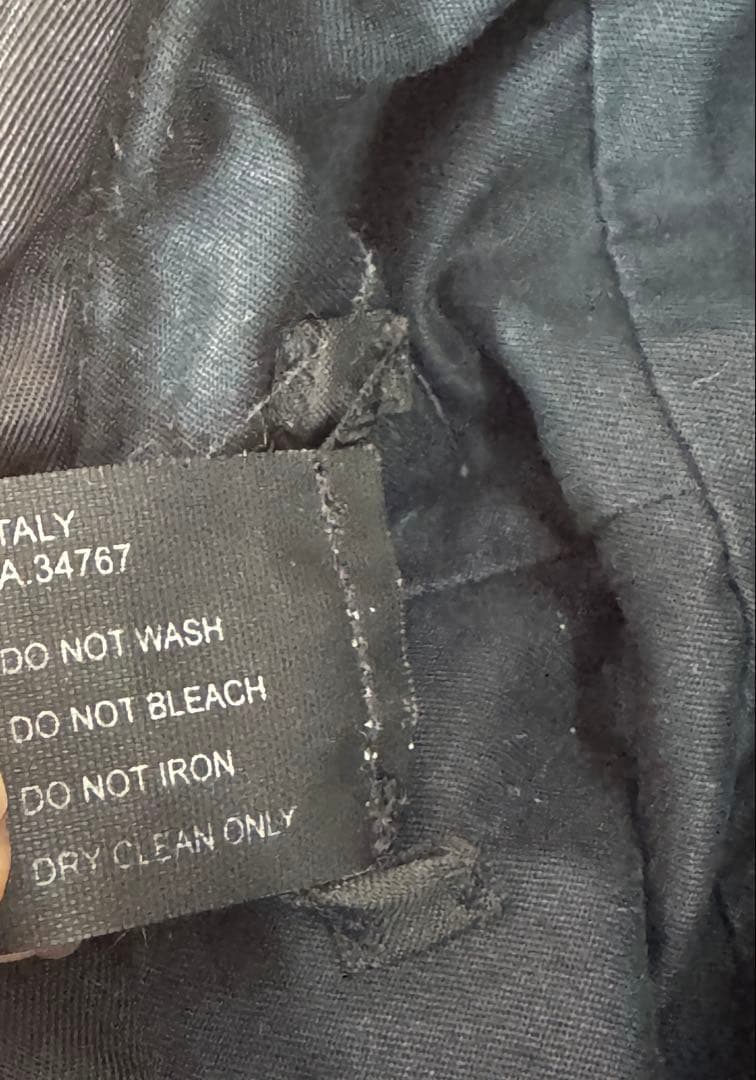 TALY
A.34767
DO NOT WASH
DO NOT BLEACH
DO NOT IRON
DRY CLEAN ONLY